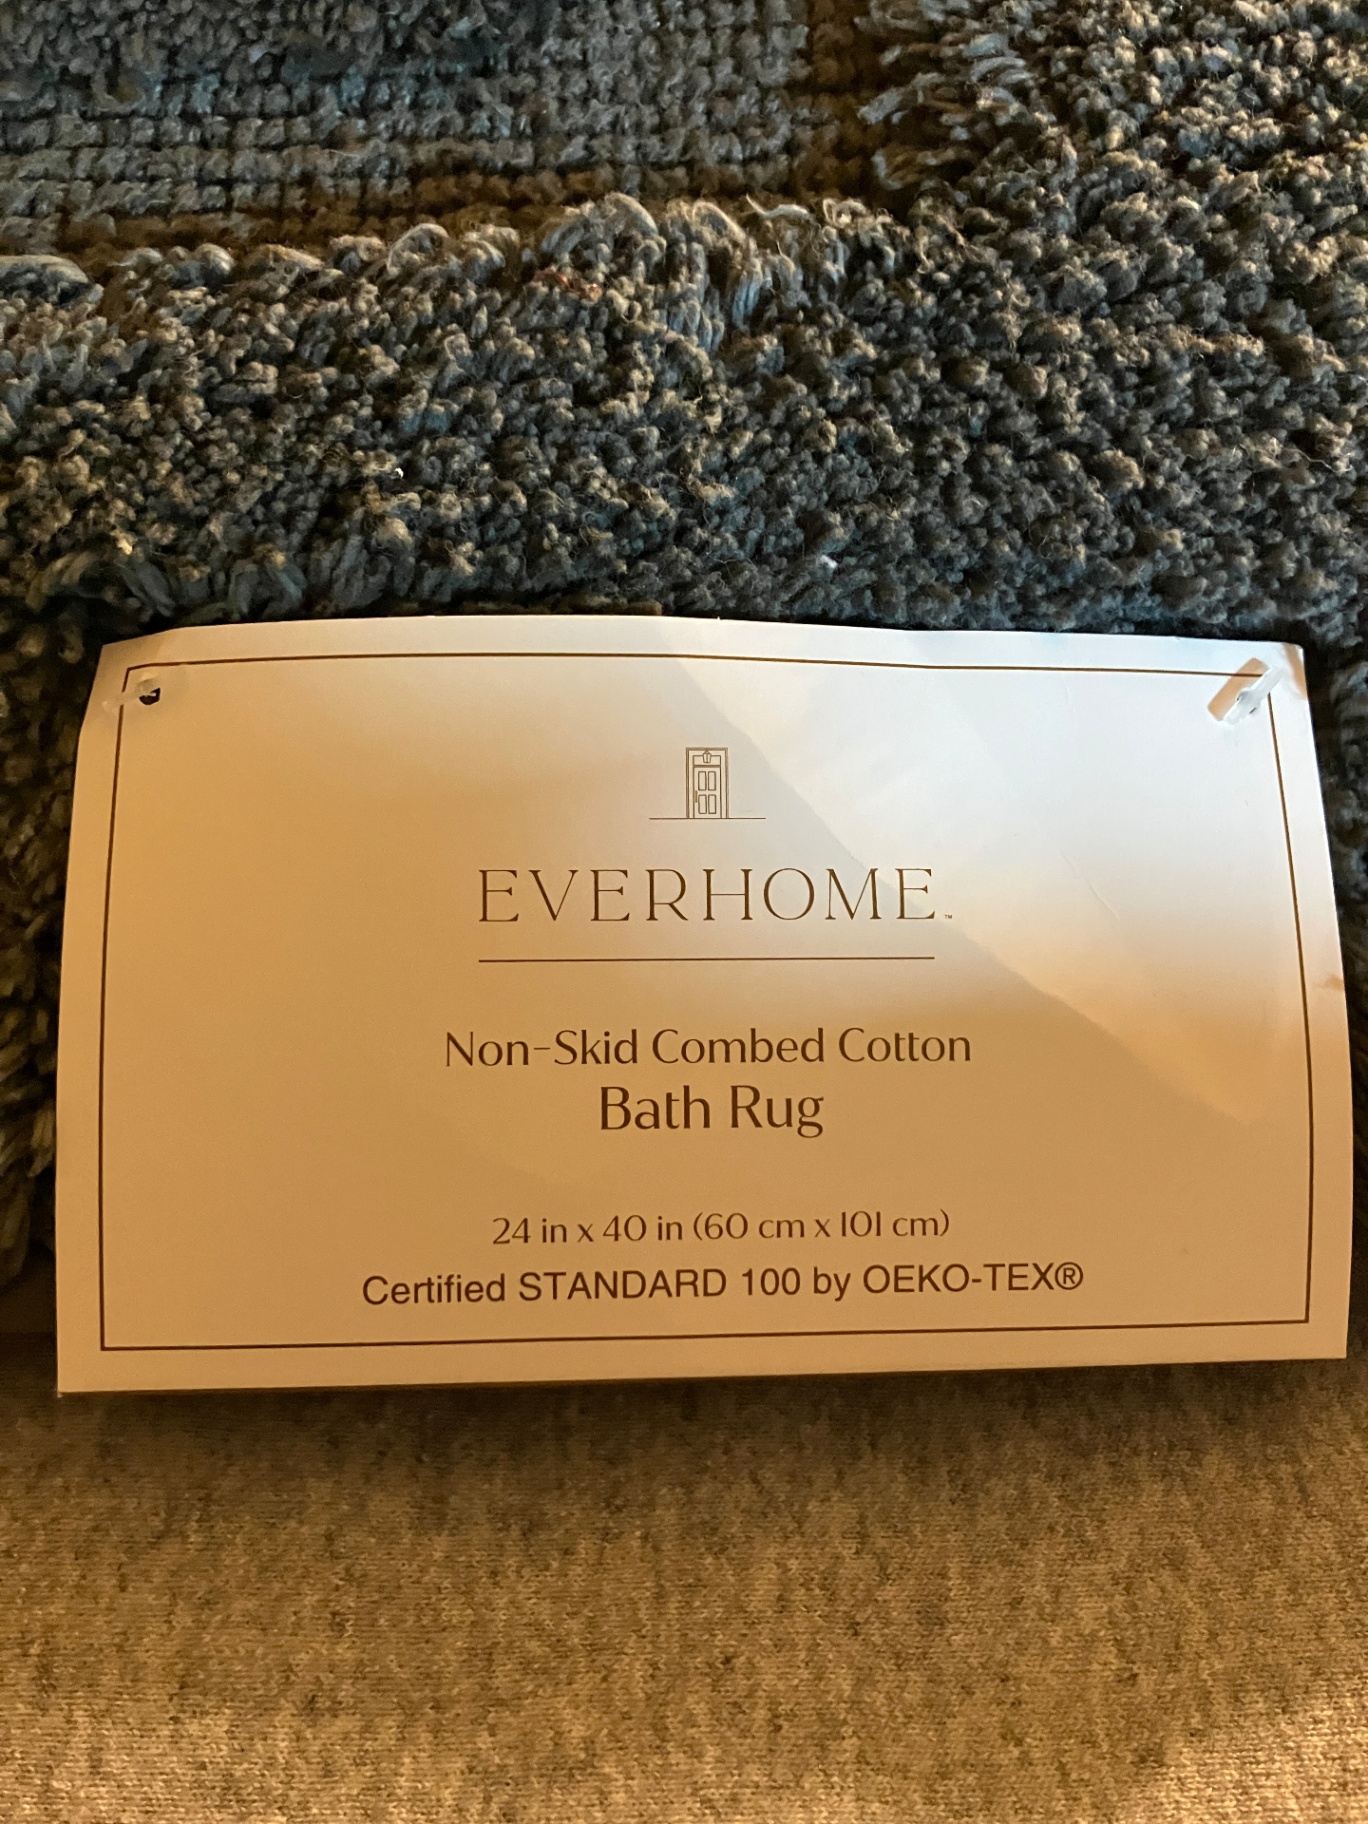 EVERHOME™
Non-Skid Combed Cotton
Bath Rug
24 in x 40 in (60 cm x 101 cm)
Certified STANDARD 100 by OEKO-TEX®